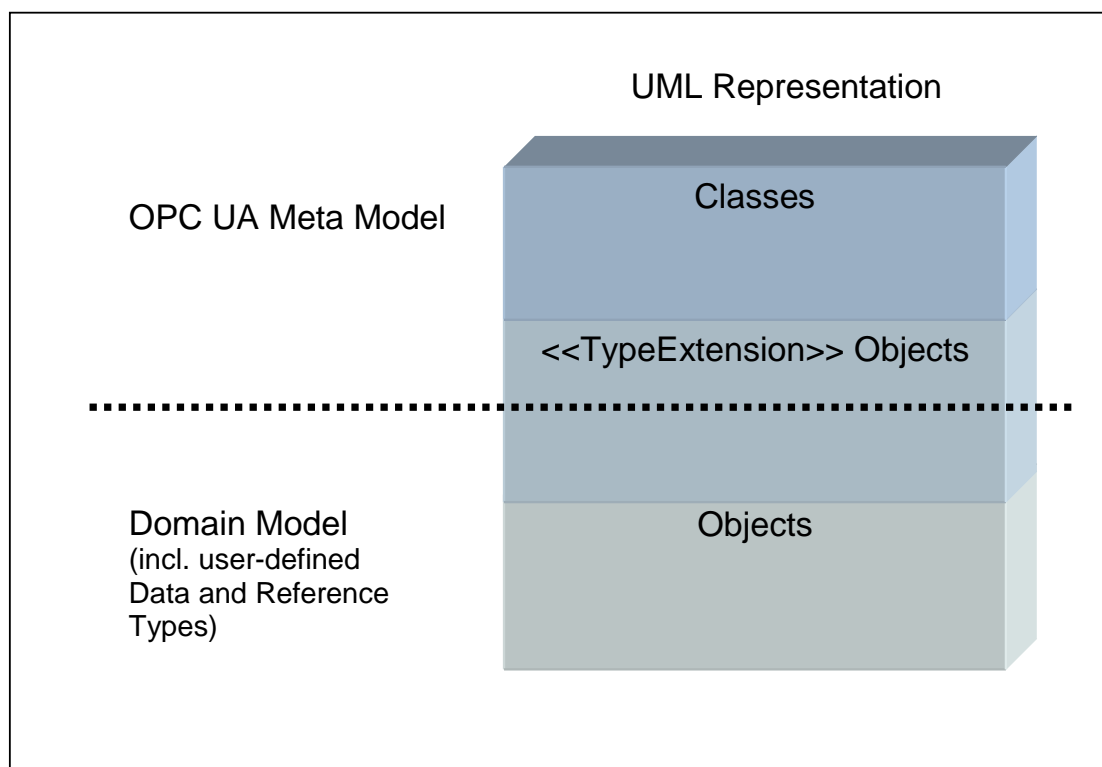 UML Representation
Classes
OPC UA Meta Model
<<TypeExtension>> Objects
Domain Model
(incl. user-defined
Data and Reference
Types)
Objects